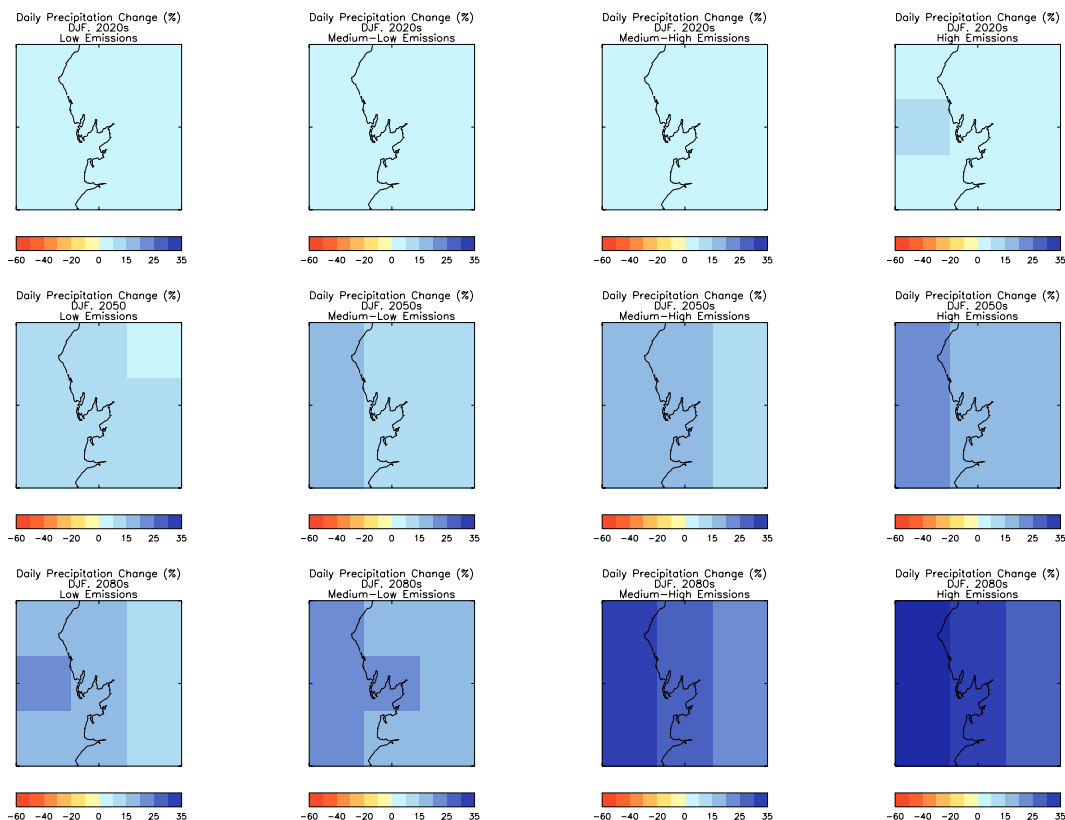 Daily Precipitation Change (%)
DJF. 2020s
Low Emissions
-60 -40 -20 0 15 25 35
Daily Precipitation Change (%)
DJF. 2020s
Medium-Low Emissions
-60 -40 -20 0 15 25 35
Daily Precipitation Change (%)
DJF. 2020s
Medium-High Emissions
-60 -40 -20 0 15 25 35
Daily Precipitation Change (%)
DJF. 2020s
High Emissions
-60 -40 -20 0 15 25 35
Daily Precipitation Change (%)
DJF. 2050
Low Emissions
-60 -40 -20 0 15 25 35
Daily Precipitation Change (%)
DJF. 2050s
Medium-Low Emissions
-60 -40 -20 0 15 25 35
Daily Precipitation Change (%)
DJF. 2050s
Medium-High Emissions
-60 -40 -20 0 15 25 35
Daily Precipitation Change (%)
DJF. 2050s
High Emissions
-60 -40 -20 0 15 25 35
Daily Precipitation Change (%)
DJF. 2080s
Low Emissions
-60 -40 -20 0 15 25 35
Daily Precipitation Change (%)
DJF. 2080s
Medium-Low Emissions
-60 -40 -20 0 15 25 35
Daily Precipitation Change (%)
DJF. 2080s
Medium-High Emissions
-60 -40 -20 0 15 25 35
Daily Precipitation Change (%)
DJF. 2080s
High Emissions
-60 -40 -20 0 15 25 35